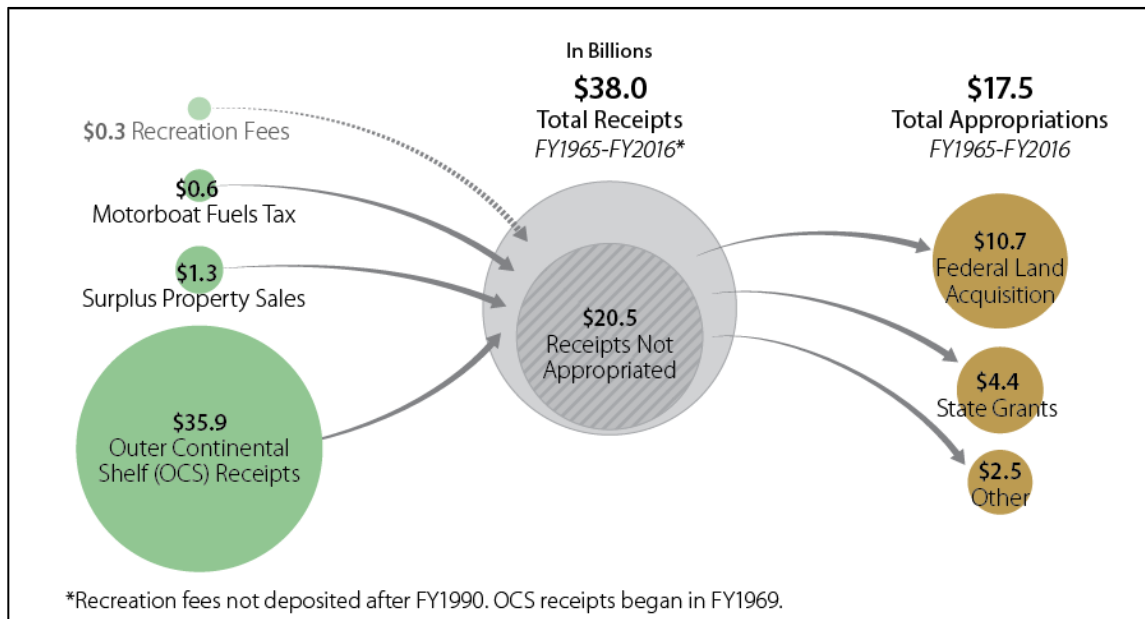 In Billions
$38.0
Total Receipts
FY1965-FY2016*
$17.5
Total Appropriations
FY1965-FY2016
$0.3 Recreation Fees
$0.6
Motorboat Fuels Tax
$1.3
Surplus Property Sales
$35.9
Outer Continental
Shelf (OCS) Receipts
$20.5
Receipts Not
Appropriated
$10.7
Federal Land
Acquisition
$4.4
State Grants
$2.5
Other
*Recreation fees not deposited after FY1990. OCS receipts began in FY1969.